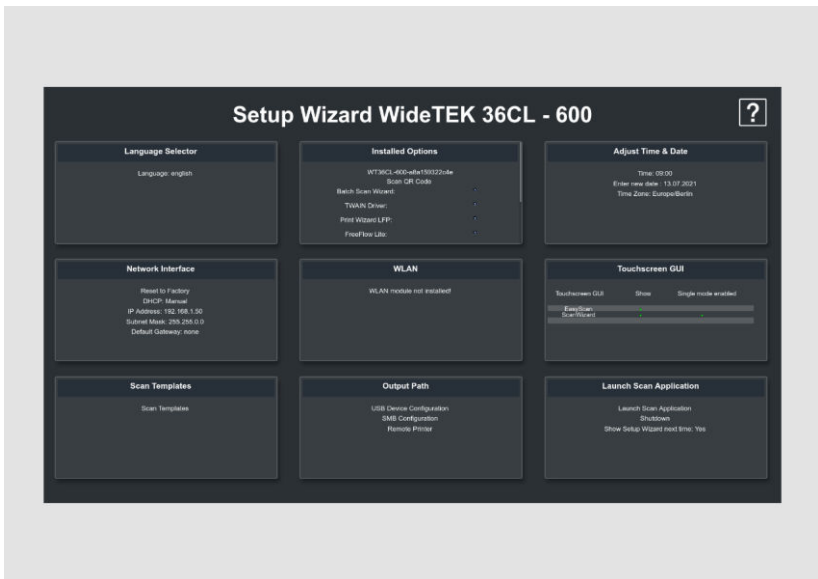 Setup Wizard WideTEK 36CL - 600
?
Language Selector
Language: english
Installed Options
WT36CL-600-a8a159322c4e
Scan QR Code
Batch Scan Wizard:
TWAIN Driver:
Print Wizard LFP:
FreeFlow Lite:
Adjust Time & Date
Time: 09:00
Enter new date : 13.07.2021
Time Zone: Europe/Berlin
Network Interface
Reset to Factory
DHCP: Manual
IP Address: 192.168.1.50
Subnet Mask: 255.255.0.0
Default Gateway: none
WLAN
WLAN module not installed!
Touchscreen GUI
Touchscreen GUI Show Single mode enabled
EasyScan
ScanWizard
Scan Templates
Scan Templates
Output Path
USB Device Configuration
SMB Configuration
Remote Printer
Launch Scan Application
Launch Scan Application
Shutdown
Show Setup Wizard next time: Yes